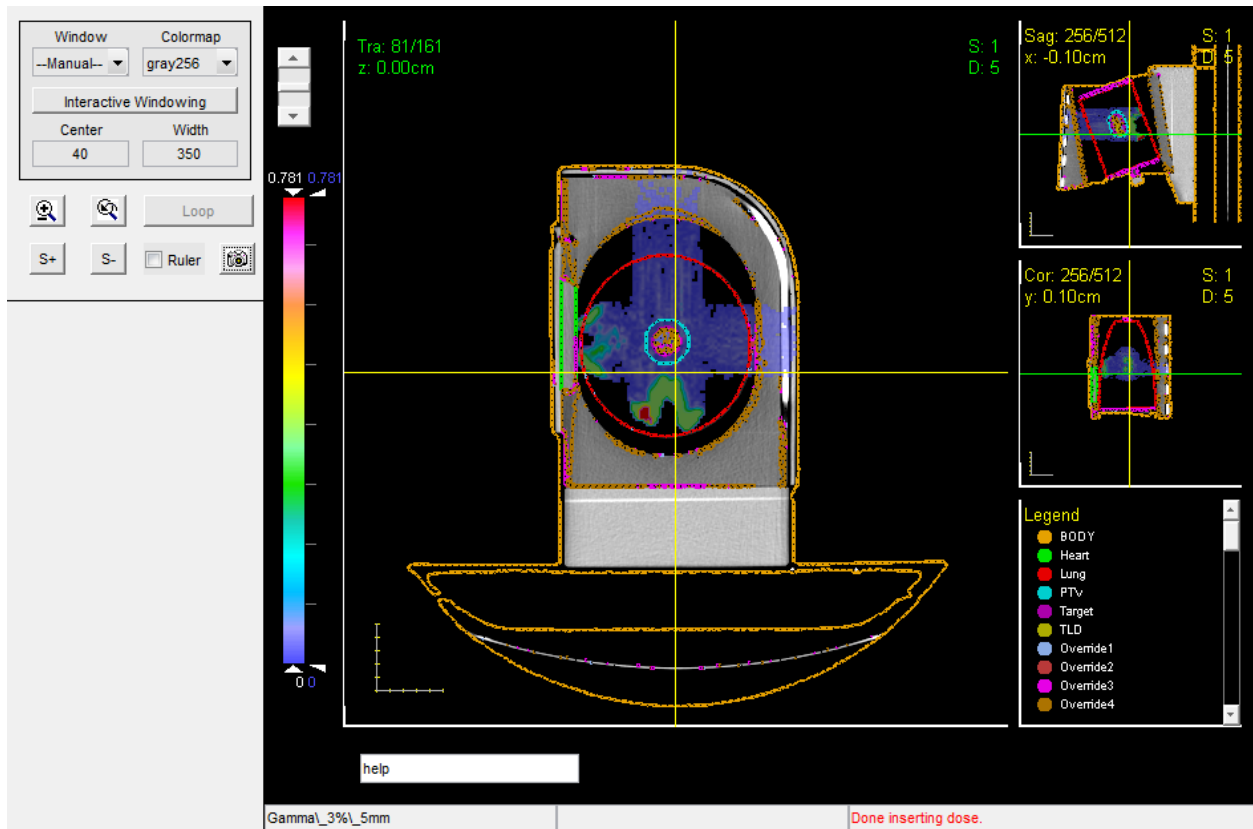 Window
Colormap
--Manual--
gray256
Interactive Windowing
Center
Width
40
350
Loop
S+
S-
Ruler
Tra: 81/161
z: 0.00cm
S: 1
D: 5
0.781 0.781
0 0
Sag: 256/512
x: -0.10cm
S: 1
D: 5
Cor: 256/512
y: 0.10cm
S: 1
D: 5
Legend
BODY
Heart
Lung
PTV
Target
TLD
Override1
Override2
Override3
Override4
help
Gamma\_3%\_5mm
Done inserting dose.